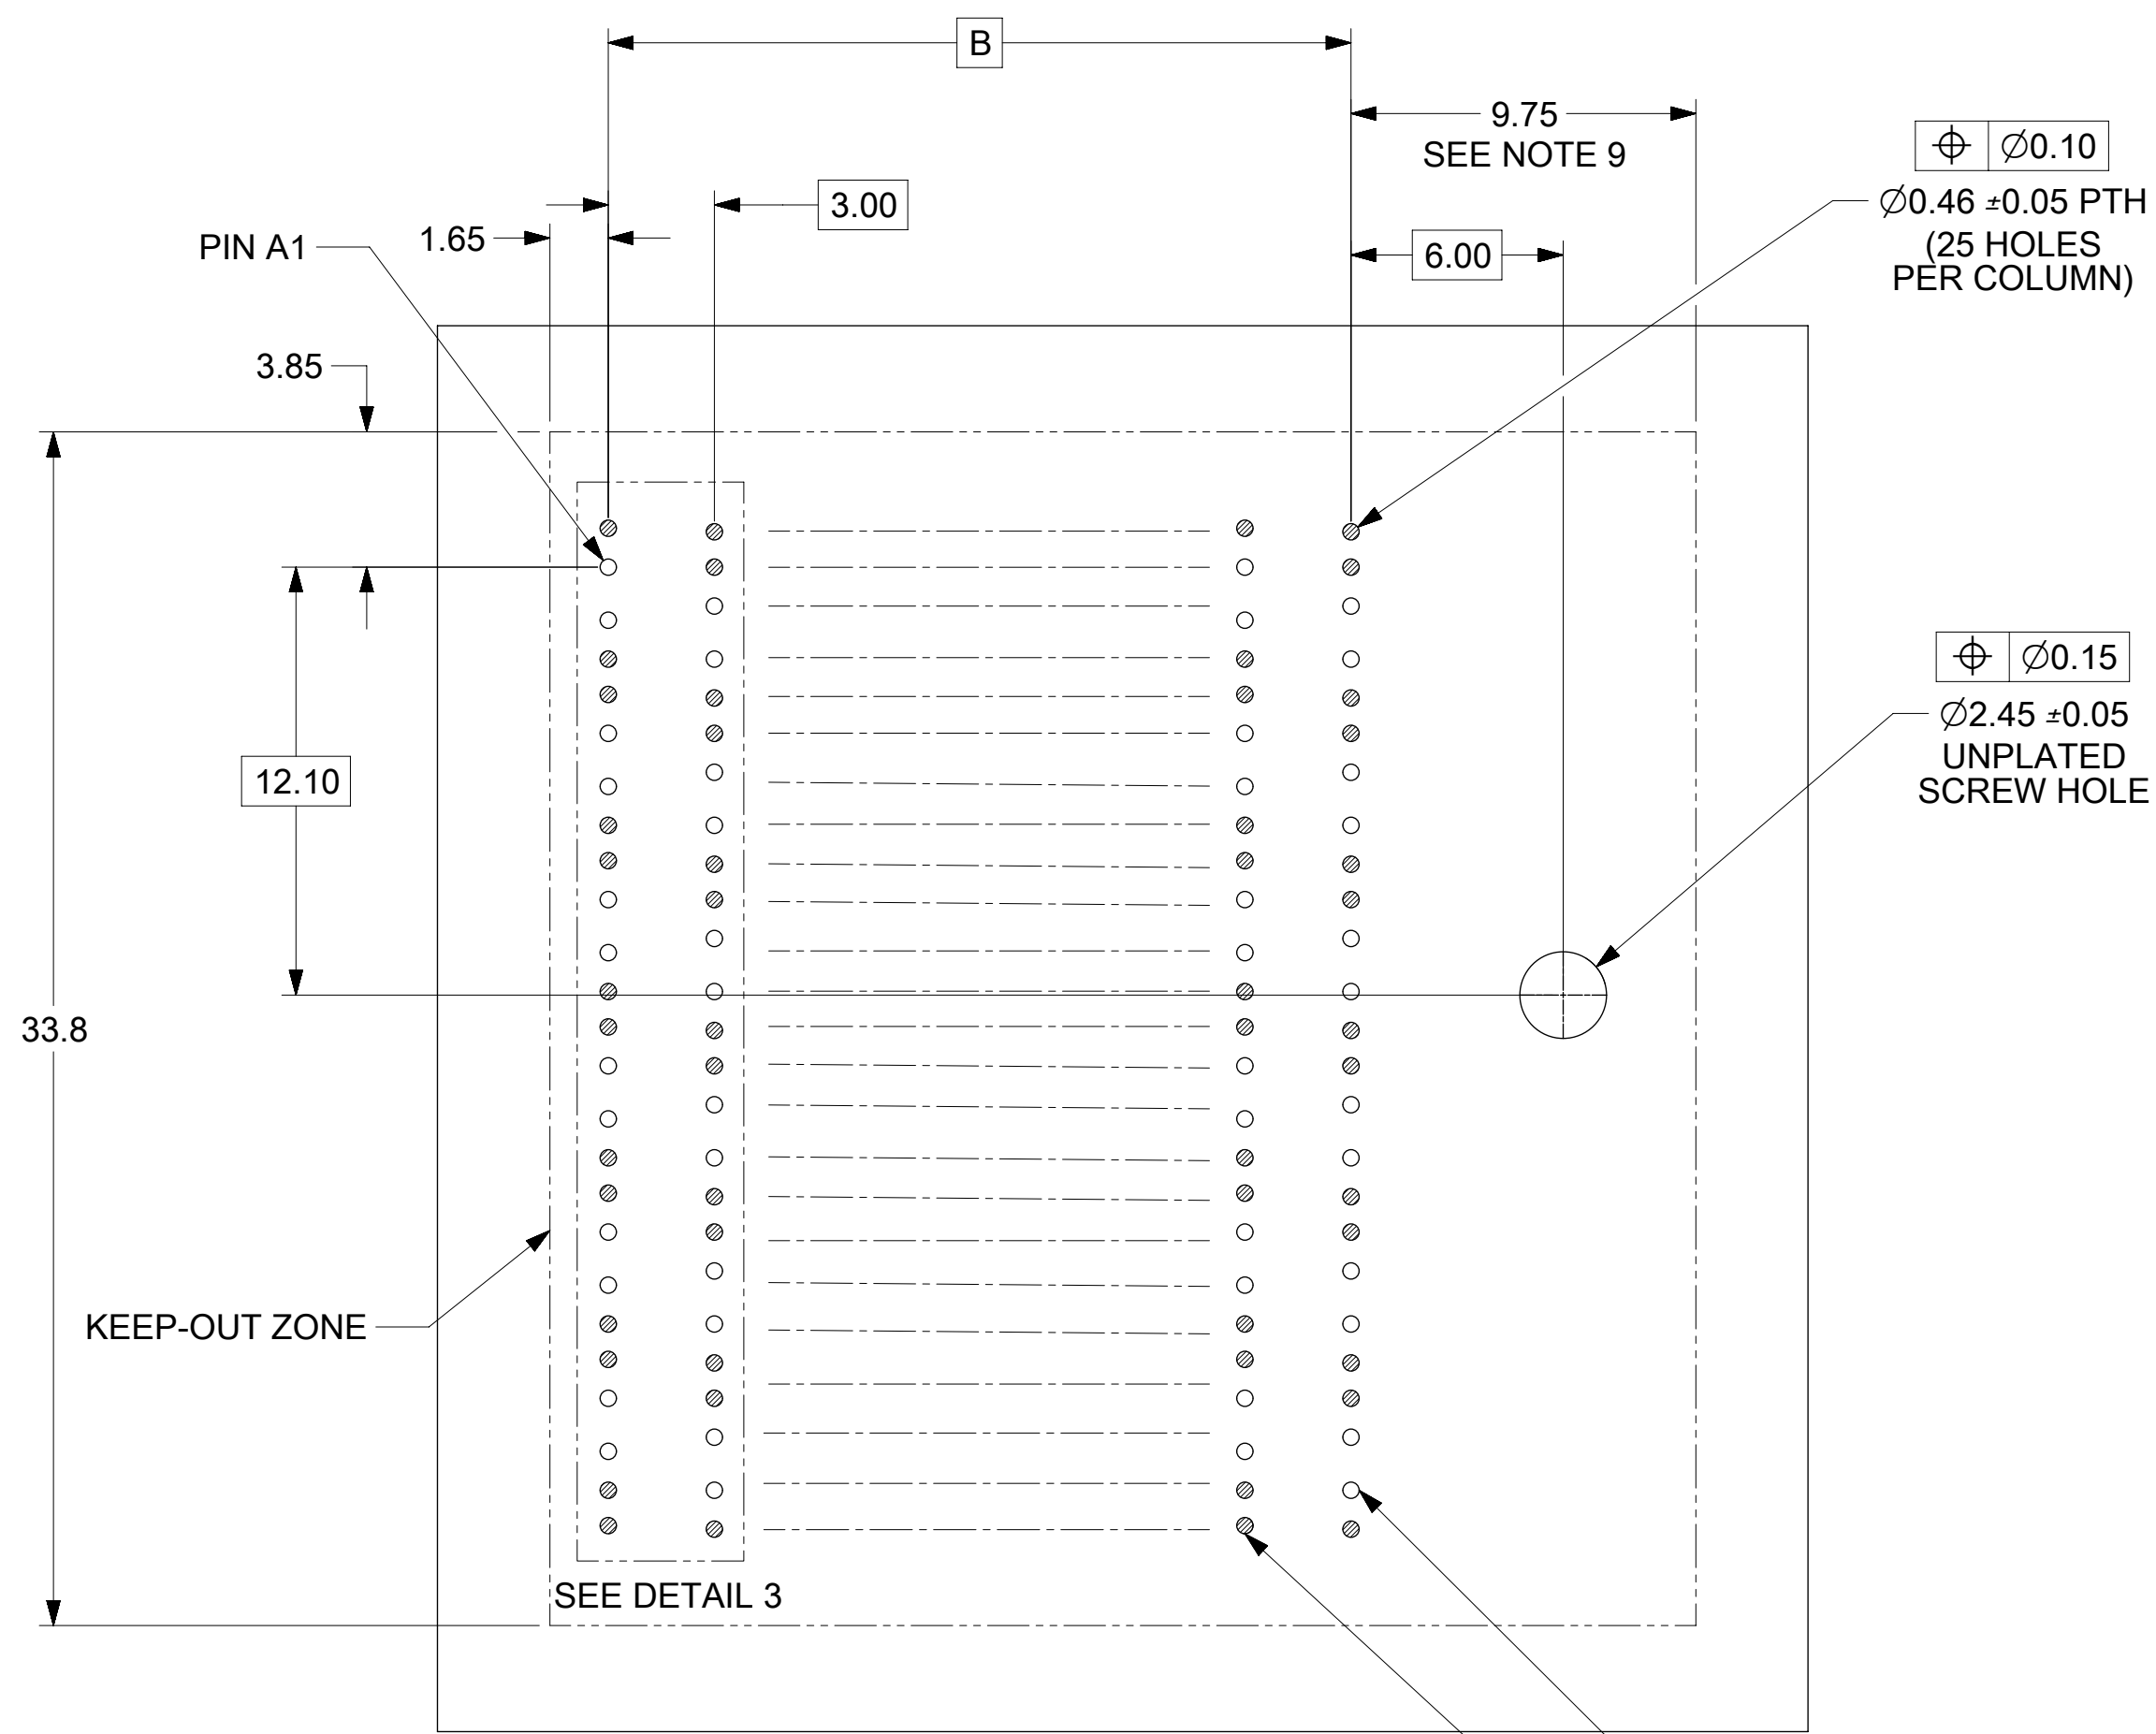 B
9.75
SEE NOTE 9
⌖ ∅0.10
∅0.46 ±0.05 PTH
(25 HOLES
PER COLUMN)
3.00
1.65
PIN A1
6.00
3.85
⌖ ∅0.15
∅2.45 ±0.05
UNPLATED
SCREW HOLE
12.10
33.8
KEEP-OUT ZONE
SEE DETAIL 3